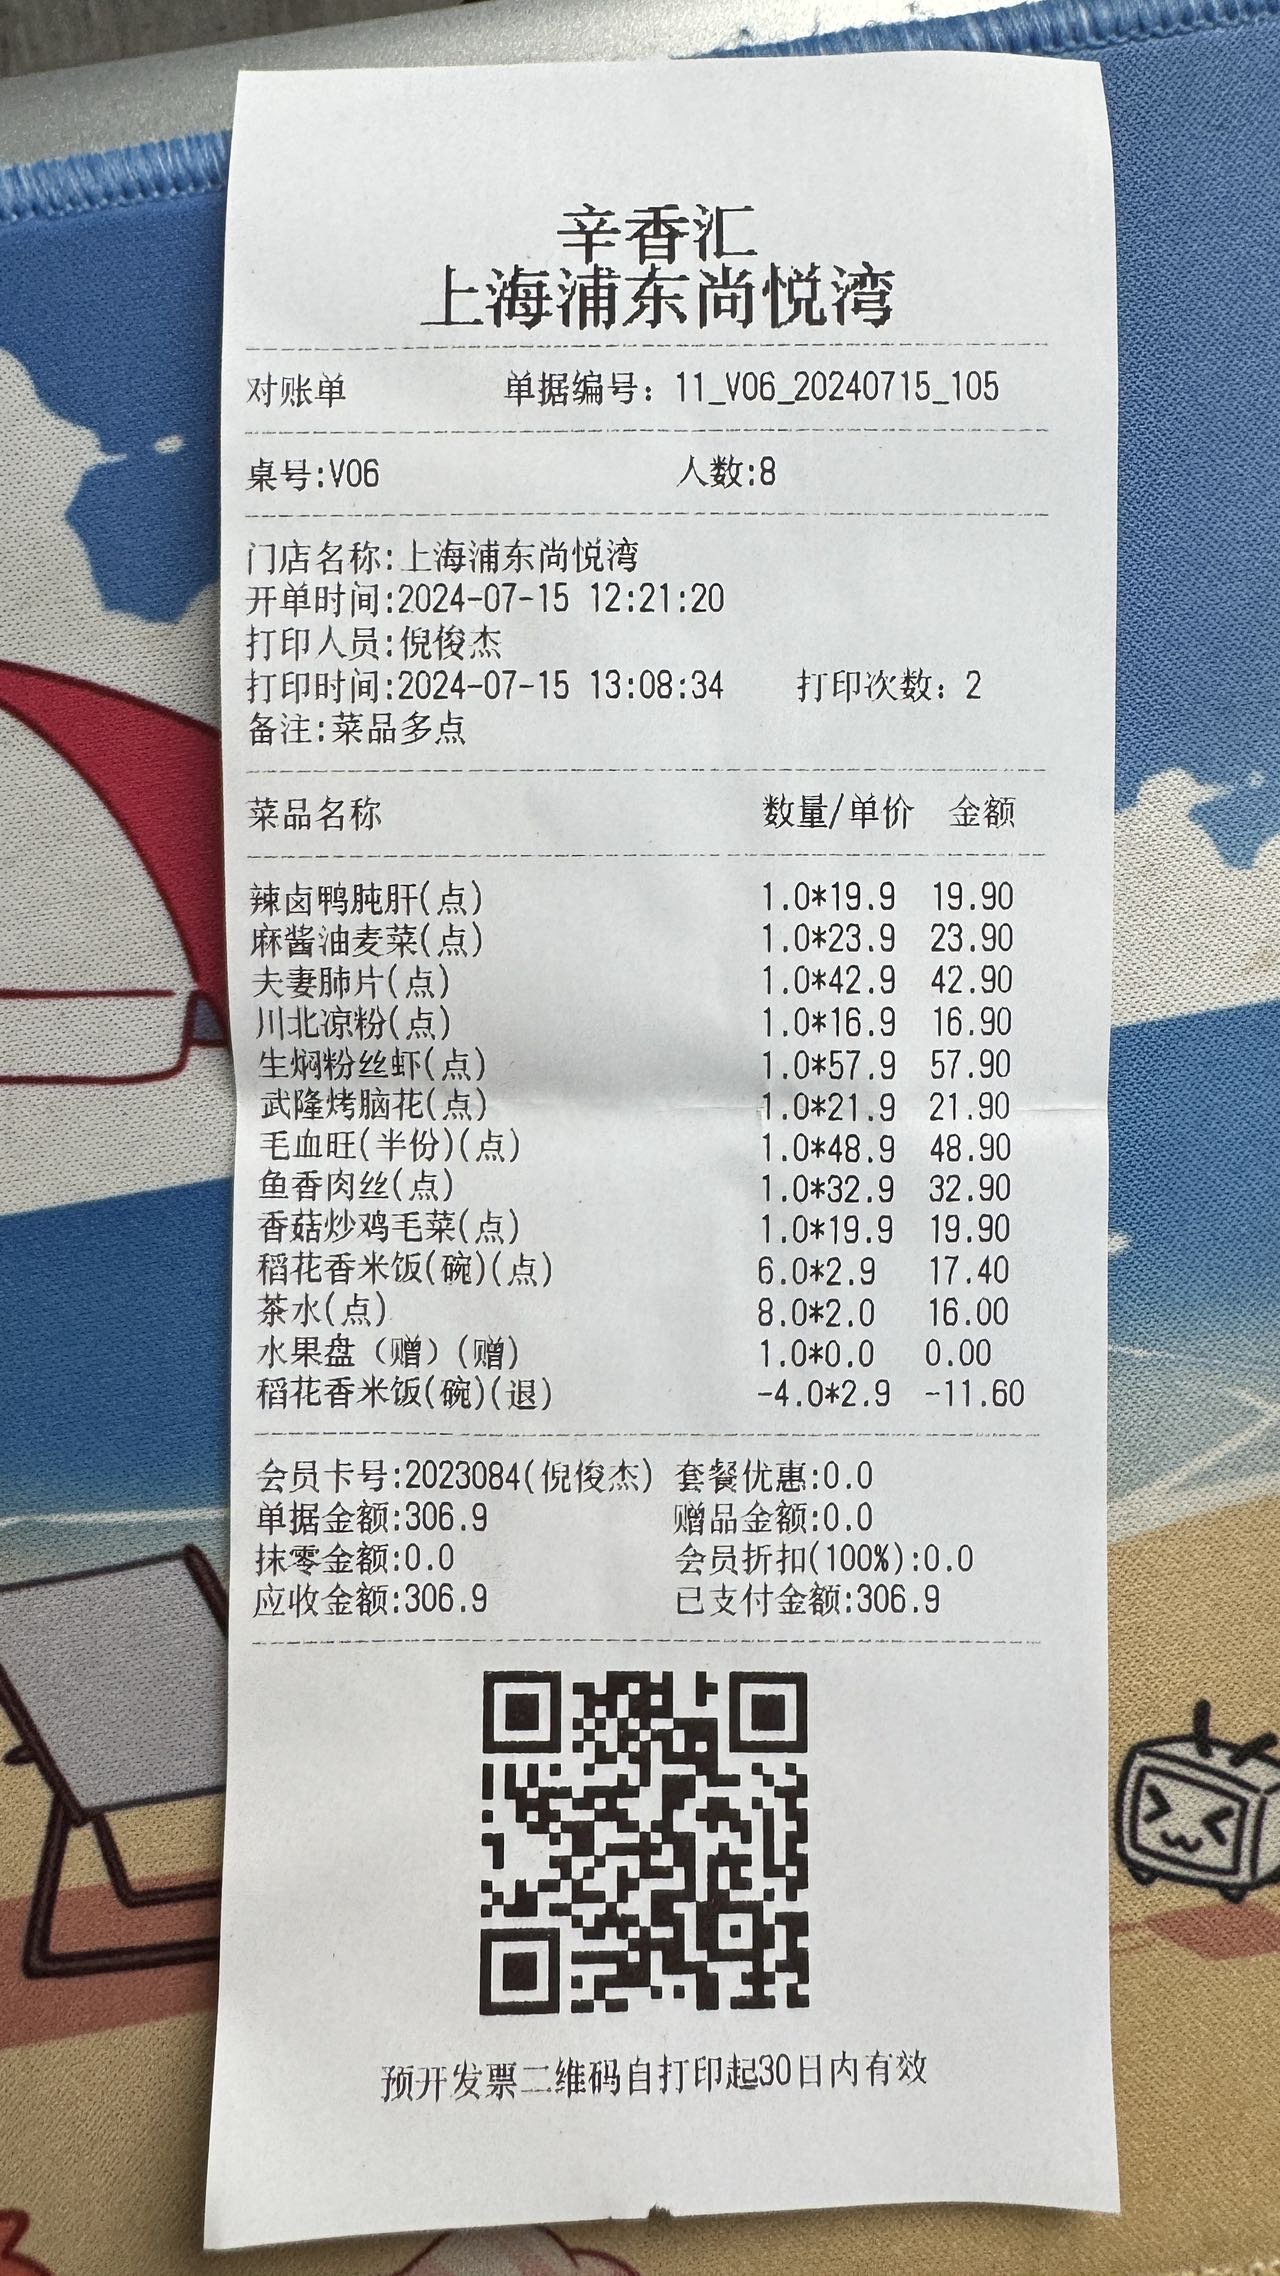 辛香汇
上海浦东尚悦湾
对账单 单据编号：11_V06_20240715_105
桌号:V06 人数:8
门店名称:上海浦东尚悦湾
开单时间:2024-07-15 12:21:20
打印人员:倪俊杰
打印时间:2024-07-15 13:08:34 打印次数：2
备注:菜品多点
菜品名称 数量/单价 金额
辣卤鸭肫肝(点) 1.0*19.9 19.90
麻酱油麦菜(点) 1.0*23.9 23.90
夫妻肺片(点) 1.0*42.9 42.90
川北凉粉(点) 1.0*16.9 16.90
生焖粉丝虾(点) 1.0*57.9 57.90
武隆烤脑花(点) 1.0*21.9 21.90
毛血旺(半份)(点) 1.0*48.9 48.90
鱼香肉丝(点) 1.0*32.9 32.90
香菇炒鸡毛菜(点) 1.0*19.9 19.90
稻花香米饭(碗)(点) 6.0*2.9 17.40
茶水(点) 8.0*2.0 16.00
水果盘（赠）(赠) 1.0*0.0 0.00
稻花香米饭(碗)(退) -4.0*2.9 -11.60
会员卡号:2023084(倪俊杰) 套餐优惠:0.0
单据金额:306.9 赠品金额:0.0
抹零金额:0.0 会员折扣(100%):0.0
应收金额:306.9 已支付金额:306.9
预开发票二维码自打印起30日内有效